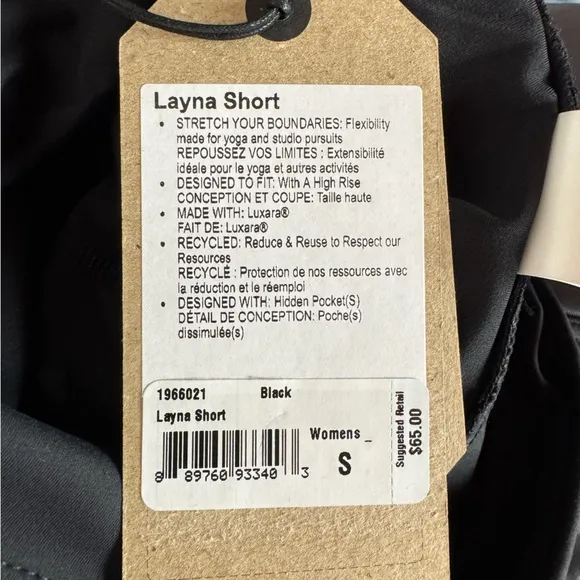 Layna Short
• STRETCH YOUR BOUNDARIES: Flexibility
made for yoga and studio pursuits
REPOUSSEZ VOS LIMITES : Extensibilité
idéale pour le yoga et autres activités
• DESIGNED TO FIT: With A High Rise
CONCEPTION ET COUPE: Taille haute
• MADE WITH: Luxara®
FAIT DE: Luxara®
• RECYCLED: Reduce & Reuse to Respect our
Resources
RECYCLÉ : Protection de nos ressources avec
la réduction et le réemploi
• DESIGNED WITH: Hidden Pocket(S)
DÉTAIL DE CONCEPTION: Poche(s)
dissimulée(s)
1966021 Black
Layna Short
Womens _
S
8 89760 93340 3
Suggested Retail
$65.00